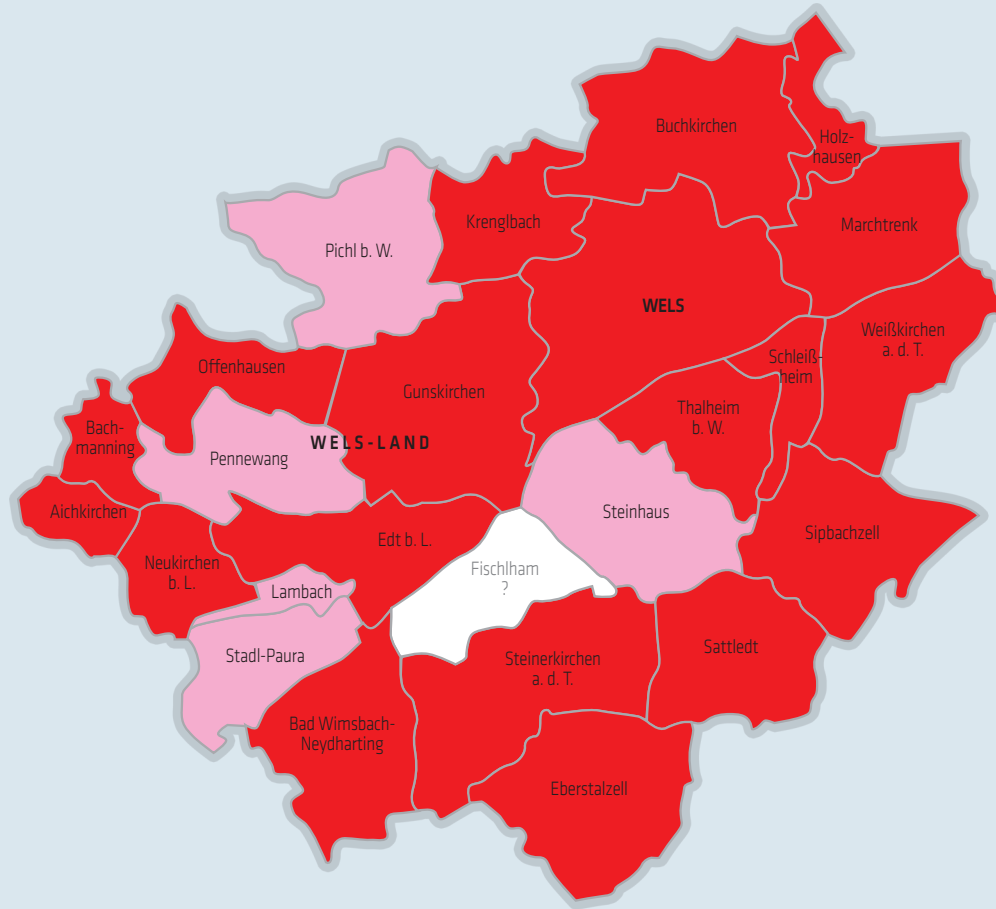 Buchkirchen
Holz-
hausen
Krenglbach
Marchtrenk
Pichl b. W.
WELS
Weißkirchen
a. d. T.
Schleiß-
heim
Offenhausen
Gunskirchen
Thalheim
b. W.
Bach-
manning
WELS-LAND
Pennewang
Aichkirchen
Steinhaus
Edt b. L.
Sipbachzell
Neukirchen
b. L.
Fischlham
?
Lambach
Stadl-Paura
Steinerkirchen
a. d. T.
Sattledt
Bad Wimsbach-
Neydharting
Eberstalzell